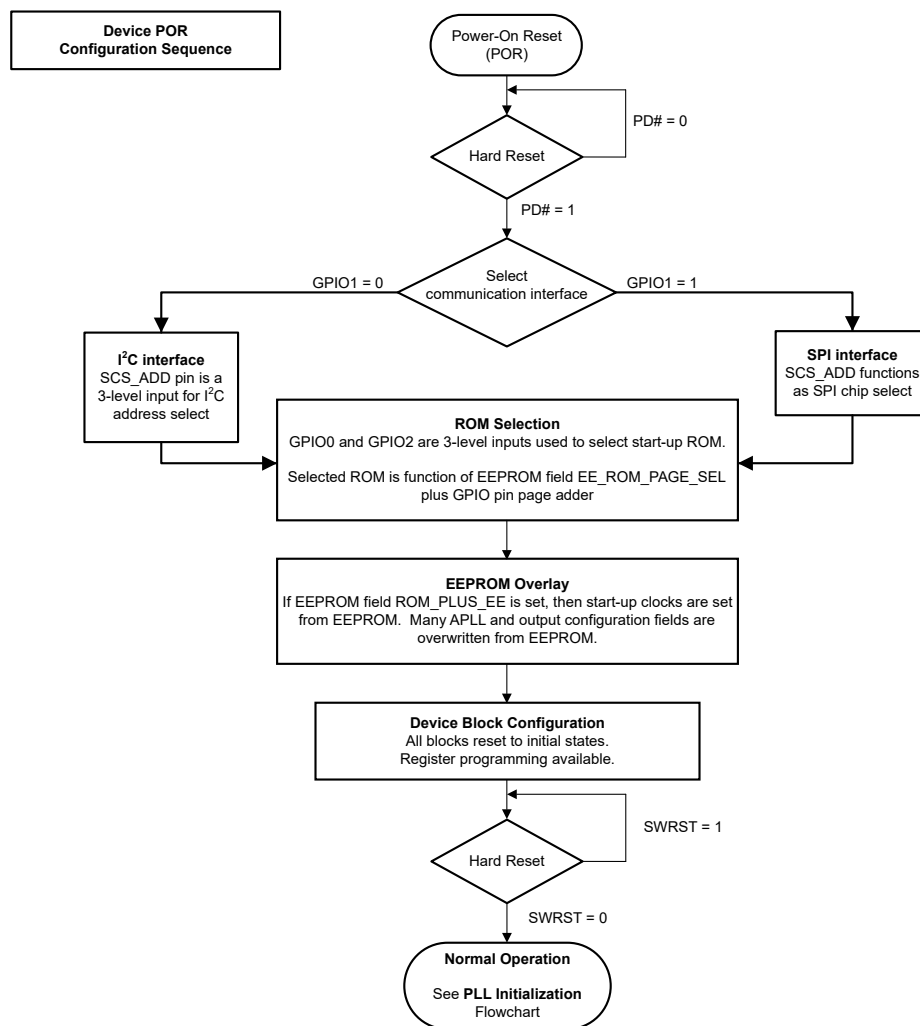 Device POR
Configuration Sequence
Power-On Reset
(POR)
PD# = 0
Hard Reset
PD# = 1
Select
communication interface
GPIO1 = 0
GPIO1 = 1
I²C interface
SCS_ADD pin is a
3-level input for I²C
address select
SPI interface
SCS_ADD functions
as SPI chip select
ROM Selection
GPIO0 and GPIO2 are 3-level inputs used to select start-up ROM.
Selected ROM is function of EEPROM field EE_ROM_PAGE_SEL
plus GPIO pin page adder
EEPROM Overlay
If EEPROM field ROM_PLUS_EE is set, then start-up clocks are set
from EEPROM. Many APLL and output configuration fields are
overwritten from EEPROM.
Device Block Configuration
All blocks reset to initial states.
Register programming available.
SWRST = 1
Hard Reset
SWRST = 0
Normal Operation
See PLL Initialization
Flowchart